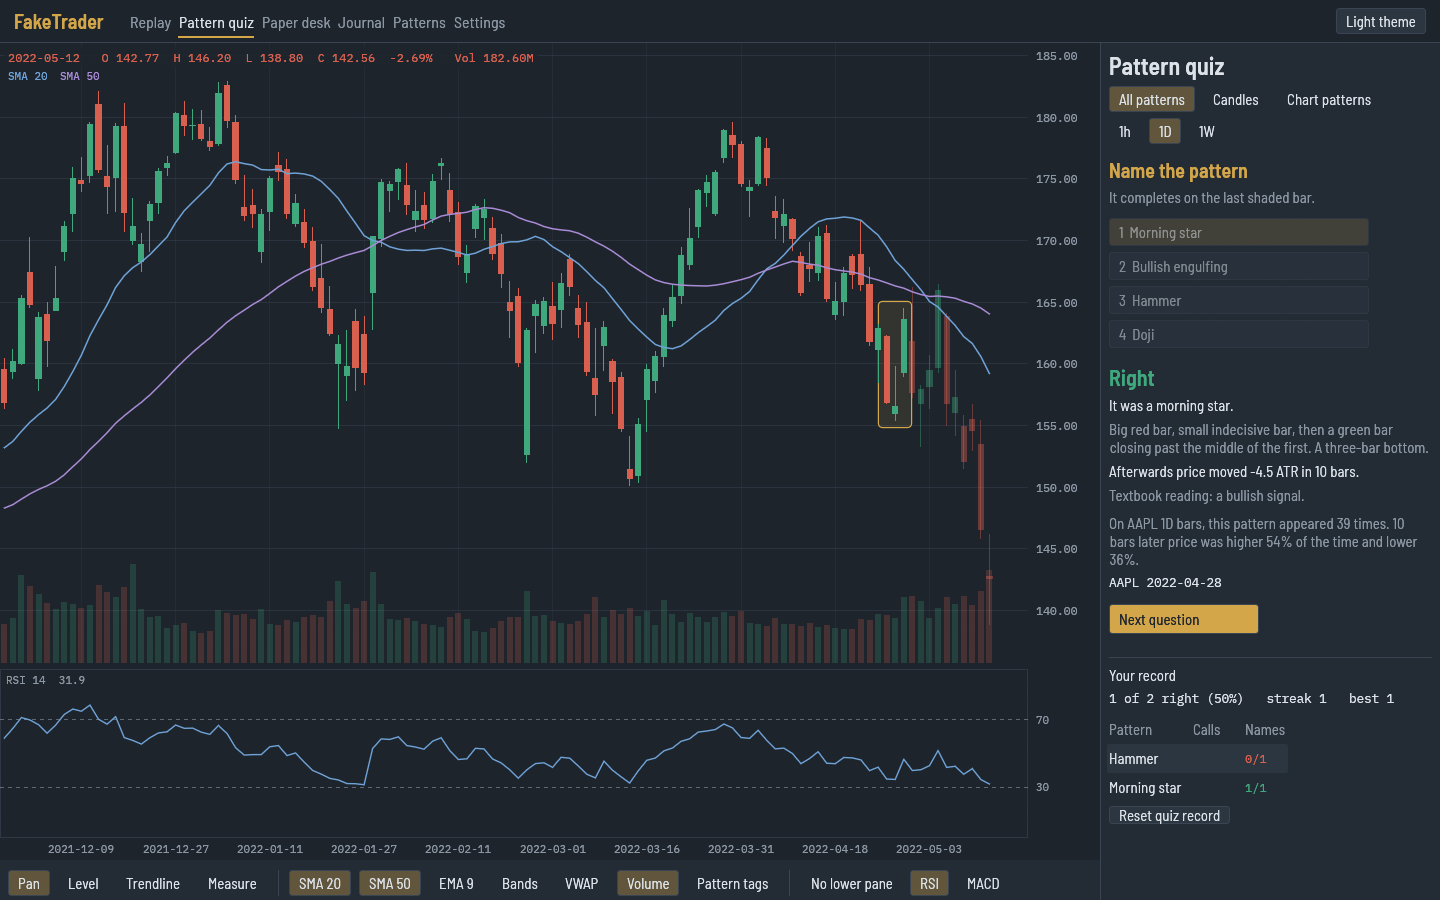 FakeTrader Replay Pattern quiz Paper desk Journal Patterns Settings Light theme
2022-05-12 O 142.77 H 146.20 L 138.80 C 142.56 -2.69% Vol 182.60M
SMA 20 SMA 50
185.00
180.00
175.00
170.00
165.00
160.00
155.00
150.00
145.00
140.00
RSI 14 31.9
70
30
2021-12-09 2021-12-27 2022-01-11 2022-01-27 2022-02-11 2022-03-01 2022-03-16 2022-03-31 2022-04-18 2022-05-03
Pan Level Trendline Measure SMA 20 SMA 50 EMA 9 Bands VWAP Volume Pattern tags No lower pane RSI MACD
Pattern quiz
All patterns Candles Chart patterns
1h 1D 1W
Name the pattern
It completes on the last shaded bar.
1 Morning star
2 Bullish engulfing
3 Hammer
4 Doji
Right
It was a morning star.
Big red bar, small indecisive bar, then a green bar
closing past the middle of the first. A three-bar bottom.
Afterwards price moved -4.5 ATR in 10 bars.
Textbook reading: a bullish signal.
On AAPL 1D bars, this pattern appeared 39 times. 10
bars later price was higher 54% of the time and lower
36%.
AAPL 2022-04-28
Next question
Your record
1 of 2 right (50%) streak 1 best 1
Pattern Calls Names
Hammer 0/1
Morning star 1/1
Reset quiz record